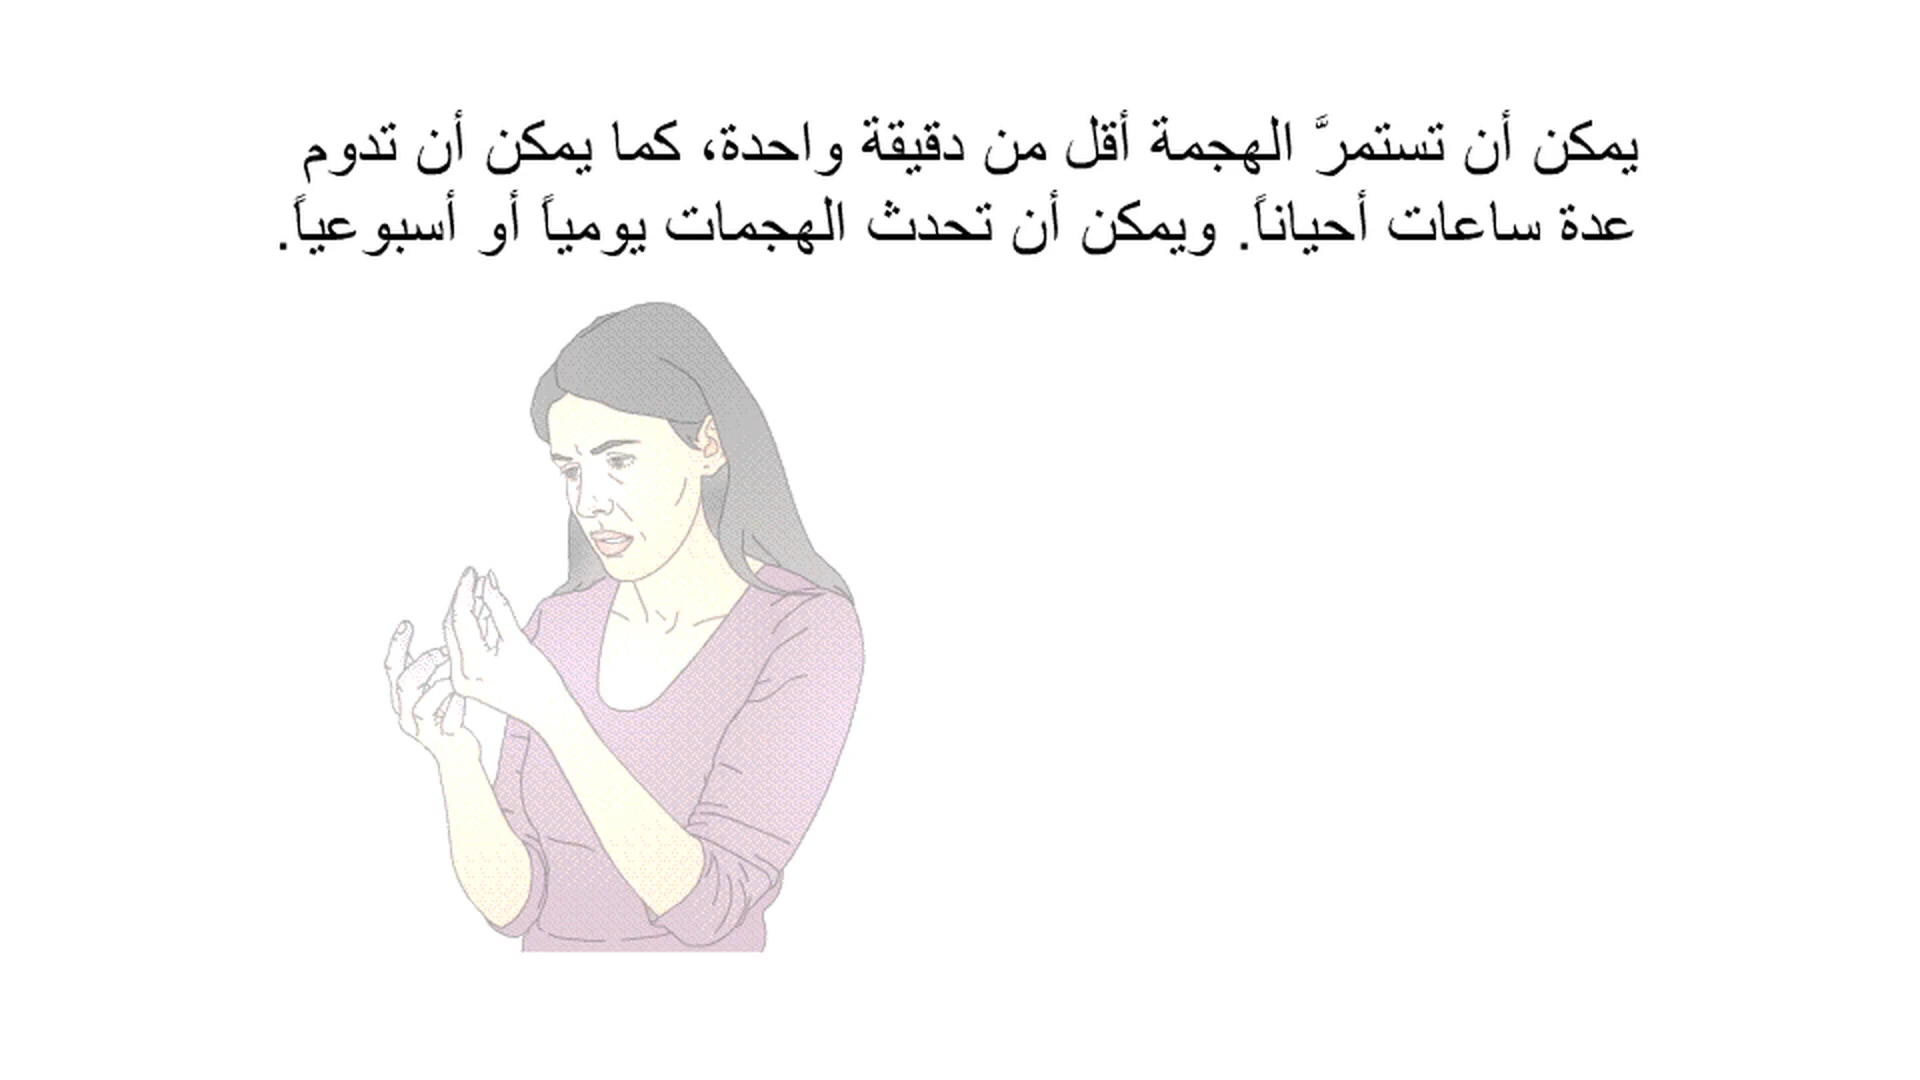 يمكن أن تستمرَّ الهجمة أقل من دقيقة واحدة، كما يمكن أن تدوم
عدة ساعات أحياناً. ويمكن أن تحدث الهجمات يومياً أو أسبوعياً.